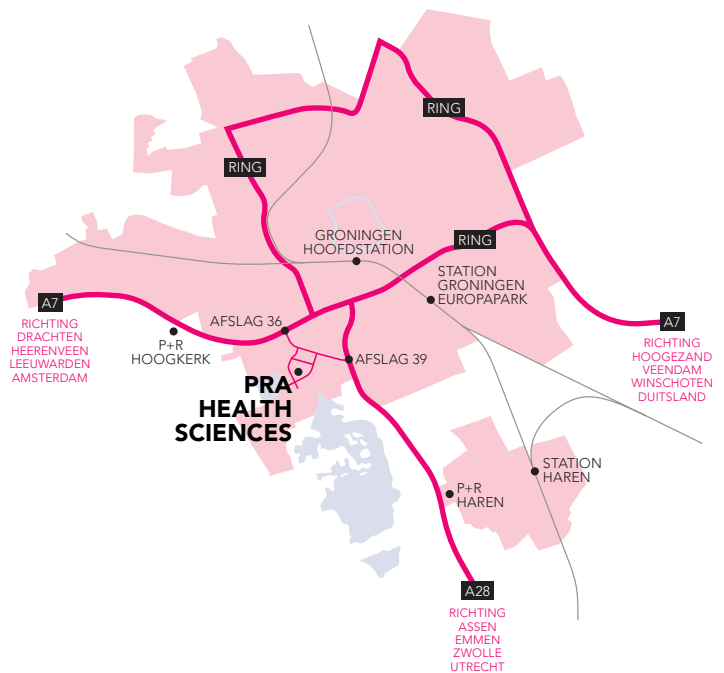 RING
RING
GRONINGEN
HOOFDSTATION
RING
STATION
GRONINGEN
EUROPAPARK
A7
RICHTING
DRACHTEN
HEERENVEEN
LEEUWARDEN
AMSTERDAM
P+R
HOOGKERK
AFSLAG 36
AFSLAG 39
A7
RICHTING
HOOGEZAND
VEENDAM
WINSCHOTEN
DUITSLAND
PRA
HEALTH
SCIENCES
STATION
HAREN
P+R
HAREN
A28
RICHTING
ASSEN
EMMEN
ZWOLLE
UTRECHT